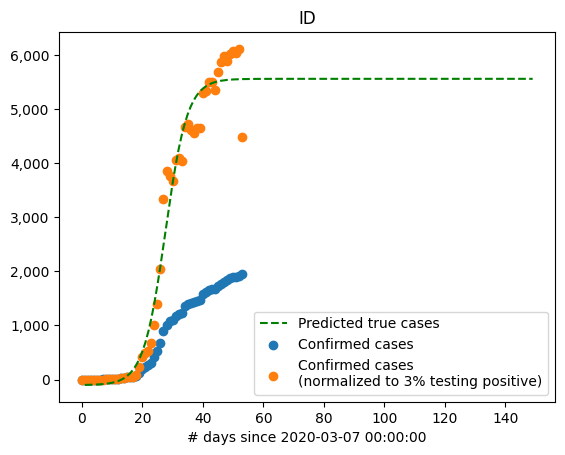 ID
6,000
5,000
4,000
3,000
2,000
1,000
0
Predicted true cases
Confirmed cases
Confirmed cases
(normalized to 3% testing positive)
0 20 40 60 80 100 120 140
# days since 2020-03-07 00:00:00